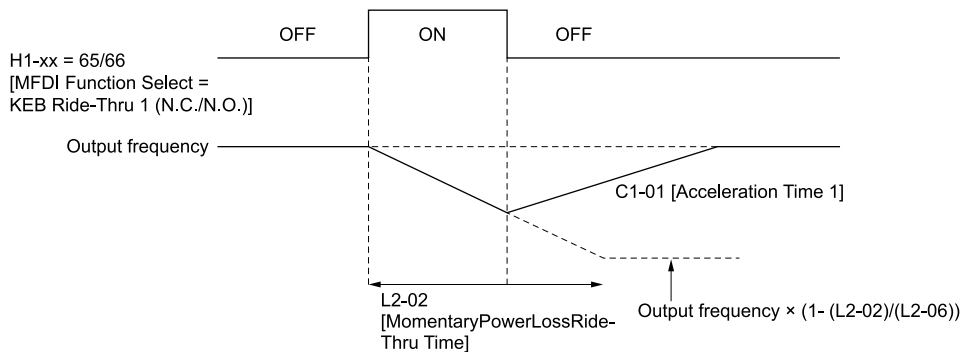 OFF
ON
OFF
H1-xx = 65/66
[MFDI Function Select =
KEB Ride-Thru 1 (N.C./N.O.)]
Output frequency
C1-01 [Acceleration Time 1]
L2-02
[MomentaryPowerLossRide-
Thru Time]
Output frequency × (1- (L2-02)/(L2-06))